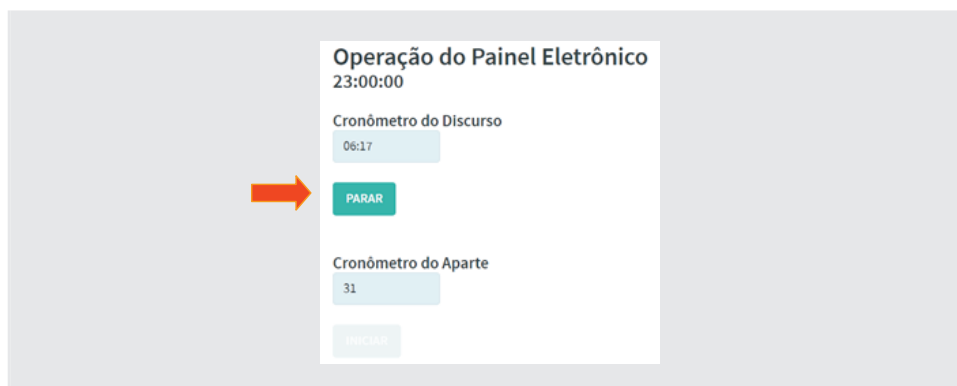 Operação do Painel Eletrônico
23:00:00
Cronômetro do Discurso
06:17
PARAR
Cronômetro do Aparte
31
INICIAR